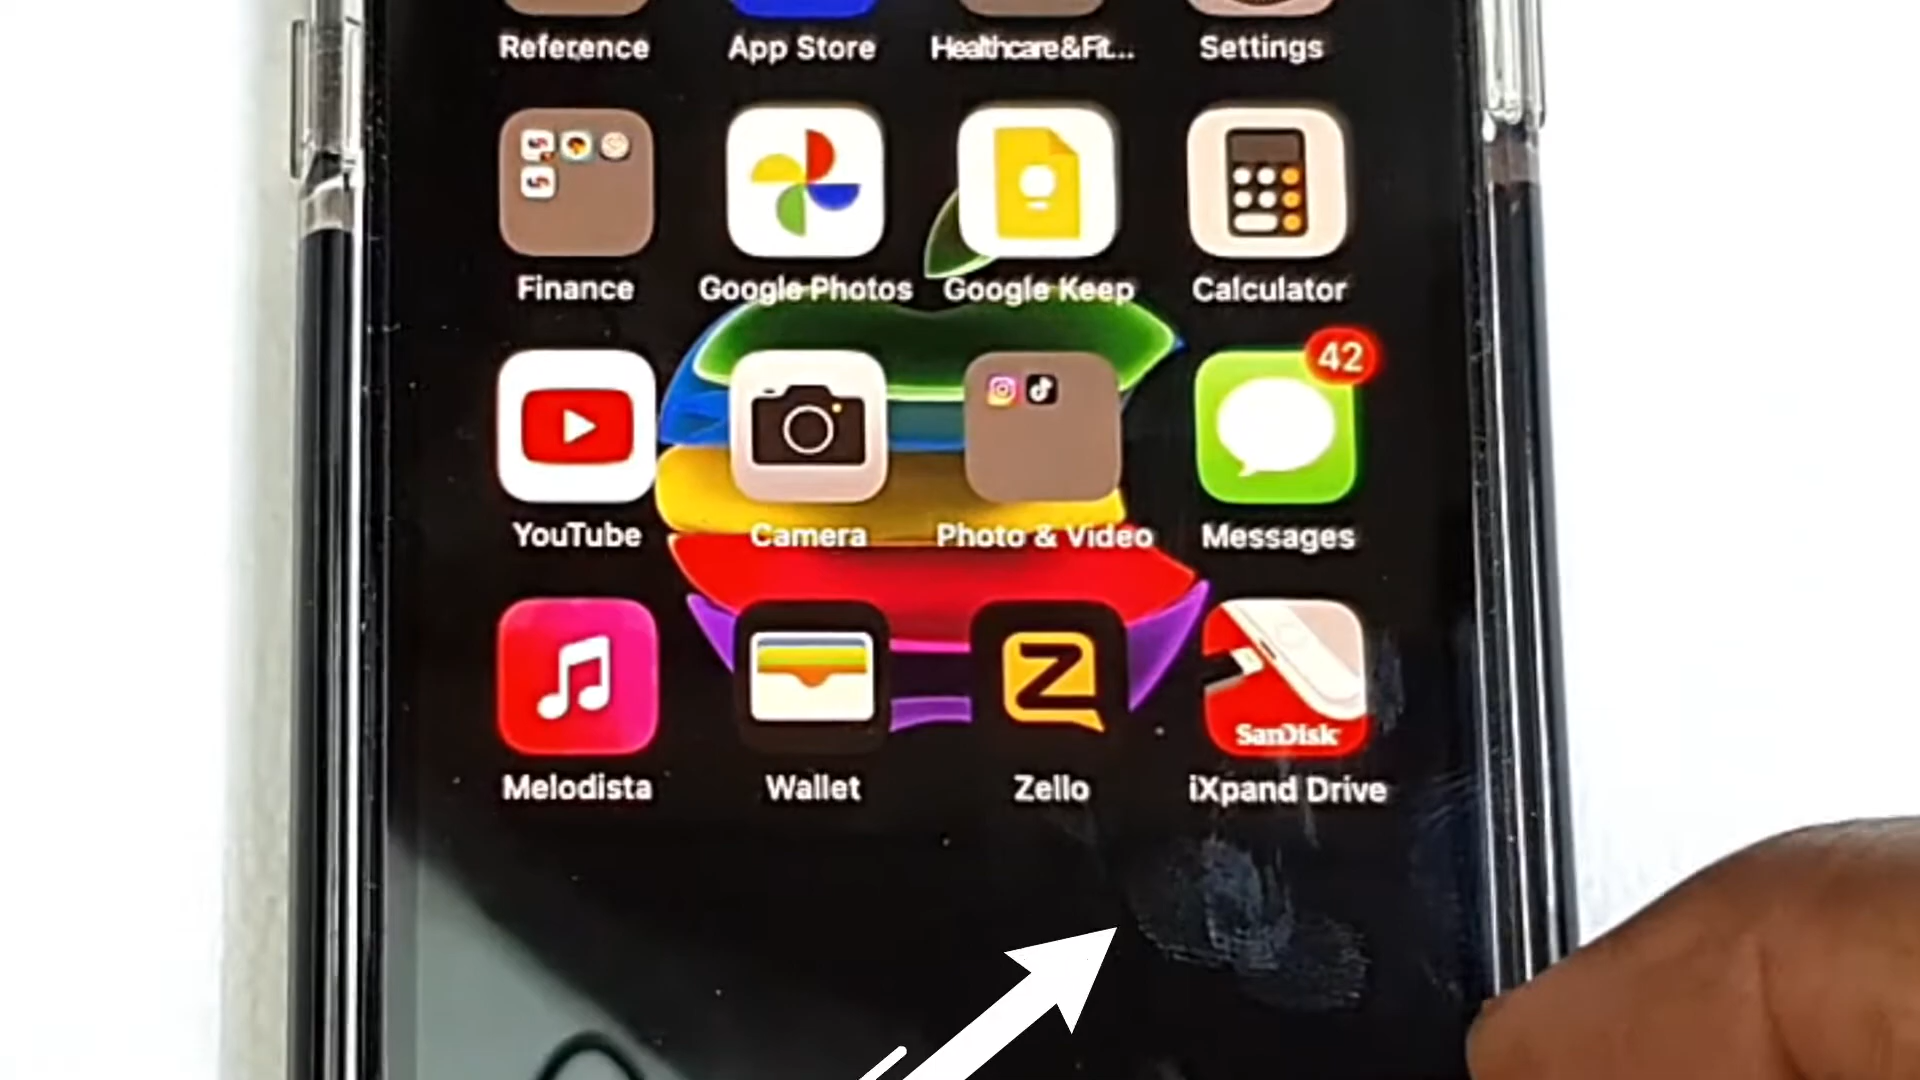 Reference App Store Healthcare&Fit... Settings
Finance Google Photos Google Keep Calculator
42
YouTube Camera Photo & Video Messages
SanDisk
Melodista Wallet Zello iXpand Drive